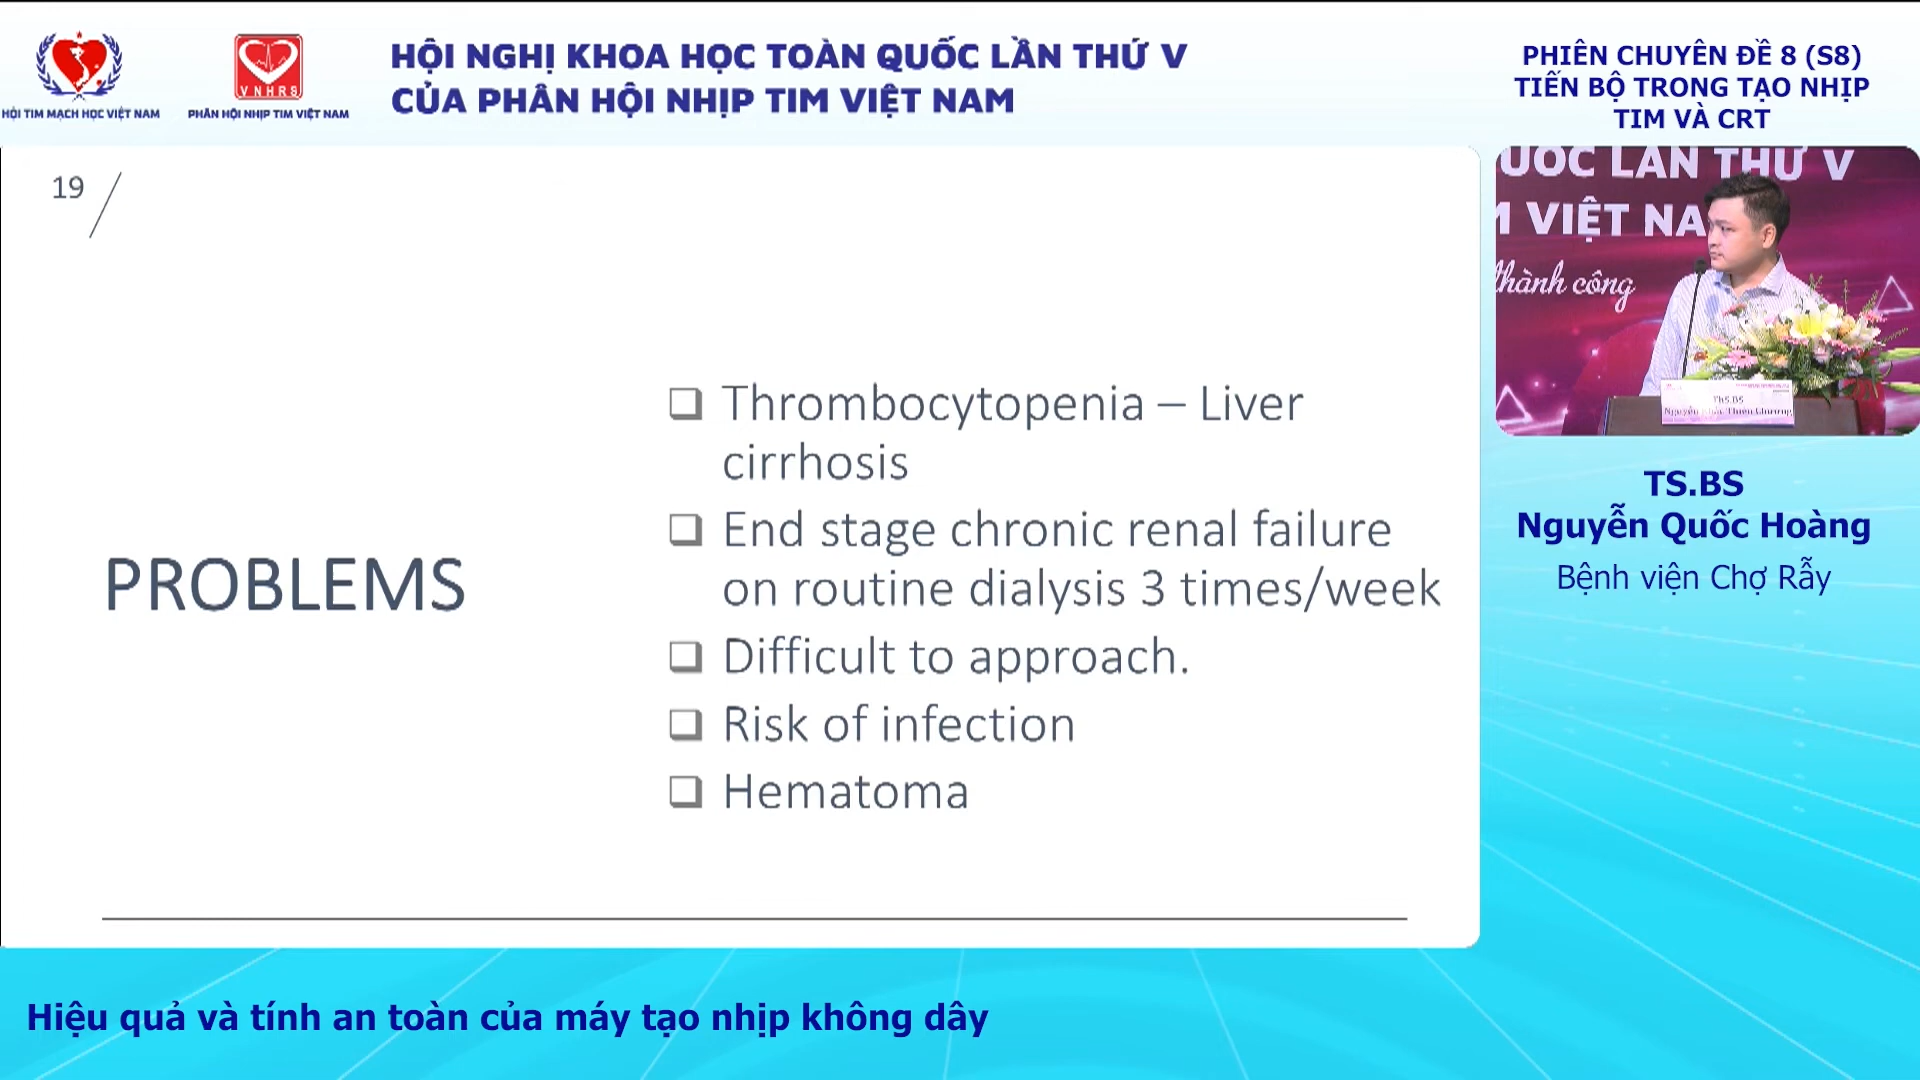 HỘI TIM MẠCH HỌC VIỆT NAM
VNHRS
PHÂN HỘI NHỊP TIM VIỆT NAM
HỘI NGHỊ KHOA HỌC TOÀN QUỐC LẦN THỨ V
CỦA PHÂN HỘI NHỊP TIM VIỆT NAM
PHIÊN CHUYÊN ĐỀ 8 (S8)
TIẾN BỘ TRONG TẠO NHỊP
TIM VÀ CRT
19
PROBLEMS
Thrombocytopenia – Liver
cirrhosis
End stage chronic renal failure
on routine dialysis 3 times/week
Difficult to approach.
Risk of infection
Hematoma
LẦN THỨ V
VIỆT NA
thành công
ThS.BS
TS.BS
Nguyễn Quốc Hoàng
Bệnh viện Chợ Rẫy
Hiệu quả và tính an toàn của máy tạo nhịp không dây